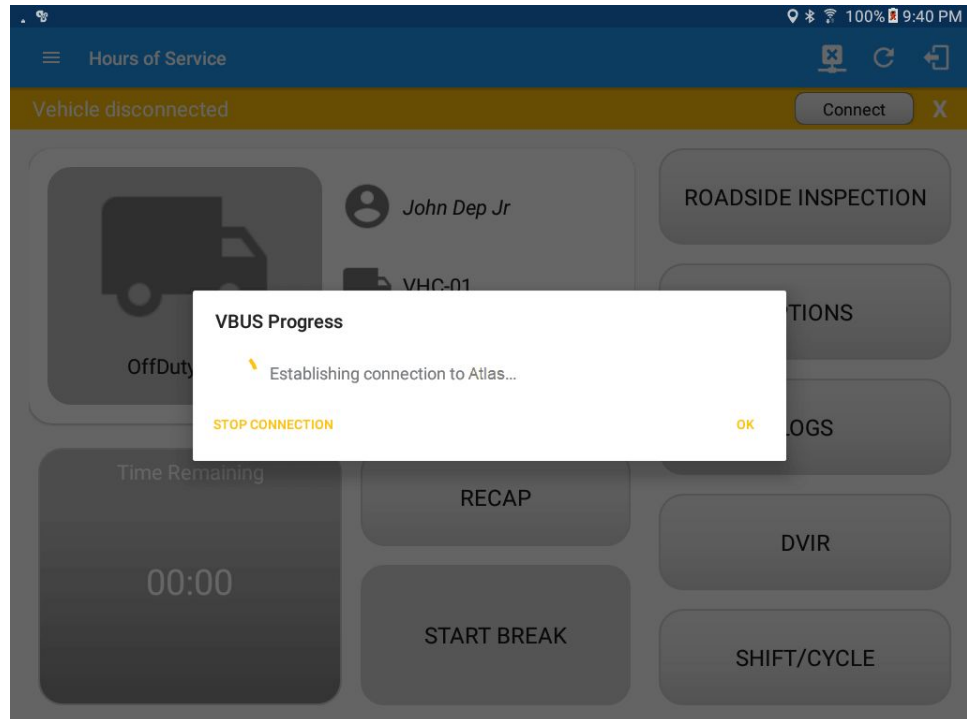 100% 9:40 PM
Hours of Service
Vehicle disconnected
Connect X
John Dep Jr
ROADSIDE INSPECTION
VHC-01
VBUS Progress
TIONS
OffDuty
Establishing connection to Atlas...
STOP CONNECTION
OK
OGS
Time Remaining
RECAP
DVIR
00:00
START BREAK
SHIFT/CYCLE